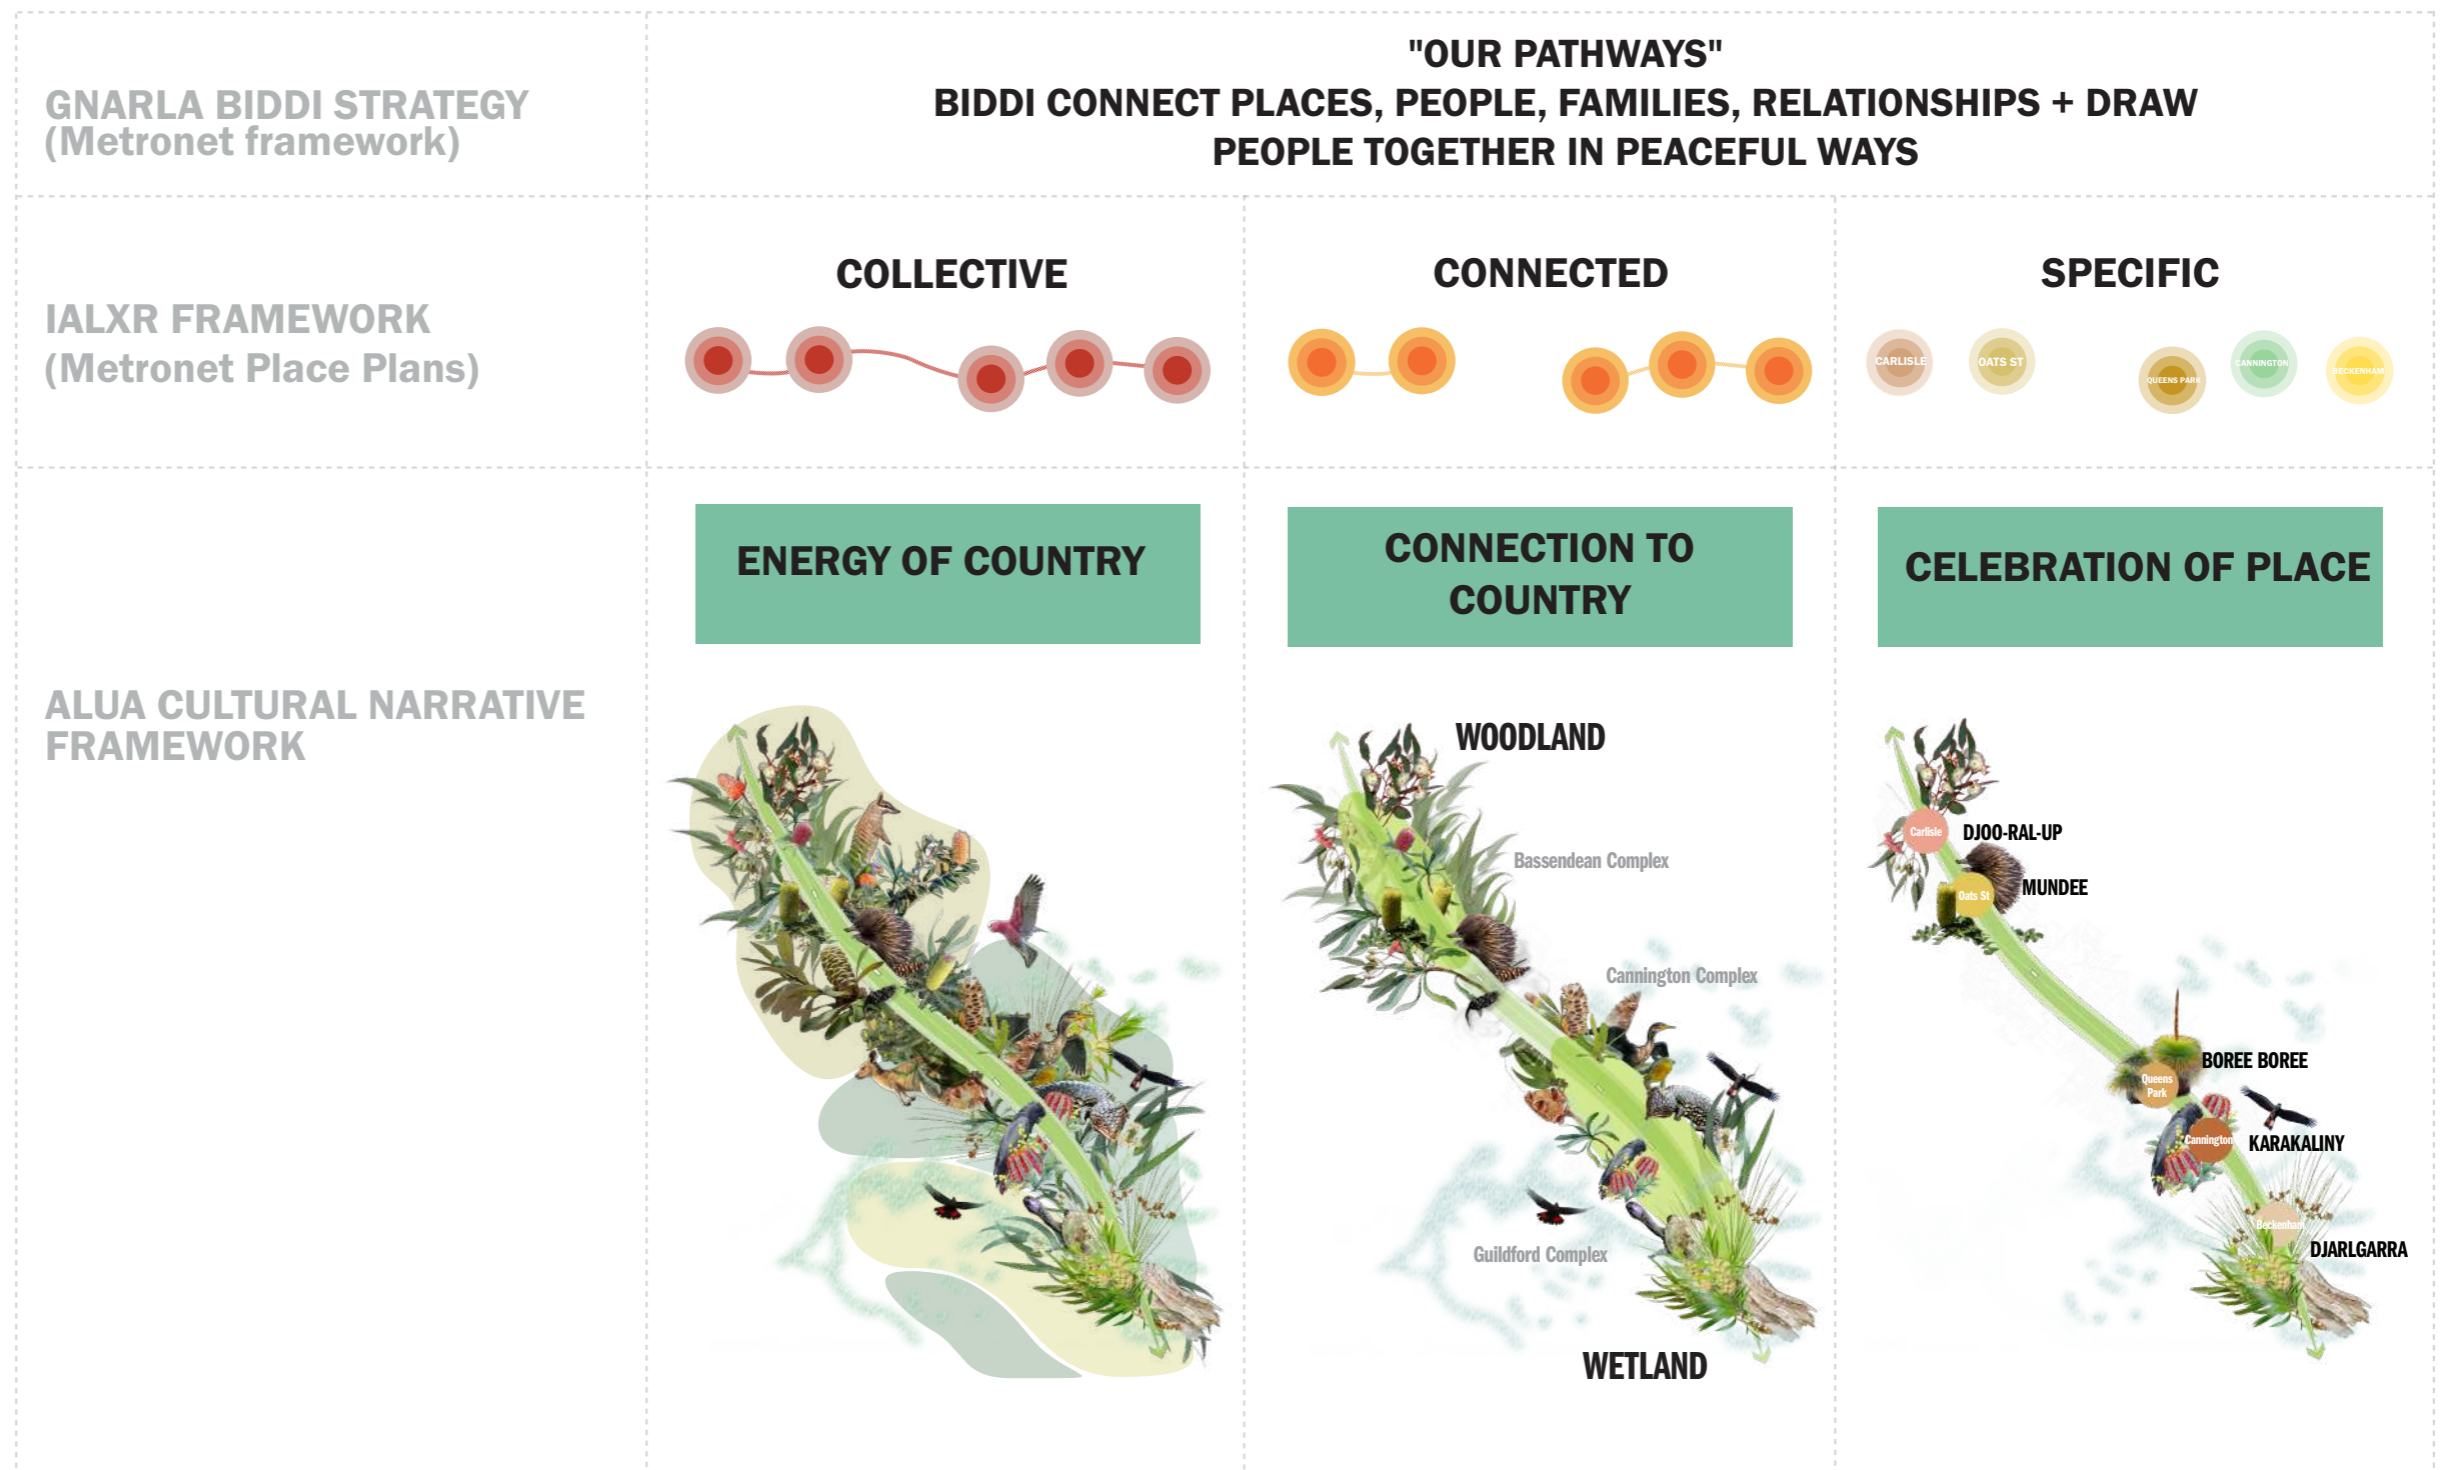 GNARLA BIDDI STRATEGY
(Metronet framework)
"OUR PATHWAYS"
BIDDI CONNECT PLACES, PEOPLE, FAMILIES, RELATIONSHIPS + DRAW
PEOPLE TOGETHER IN PEACEFUL WAYS
IALXR FRAMEWORK
(Metronet Place Plans)
COLLECTIVE
CONNECTED
SPECIFIC
CARLISLE
OATS ST
QUEENS PARK
CANNINGTON
BECKENHAM
ALUA CULTURAL NARRATIVE
FRAMEWORK
ENERGY OF COUNTRY
CONNECTION TO
COUNTRY
CELEBRATION OF PLACE
WOODLAND
Bassendean Complex
Cannington Complex
Guildford Complex
WETLAND
Carlisle
DJOO-RAL-UP
Oats St
MUNDEE
BOREE BOREE
Queens
Park
Cannington
KARAKALINY
Beckenham
DJARLGARRA